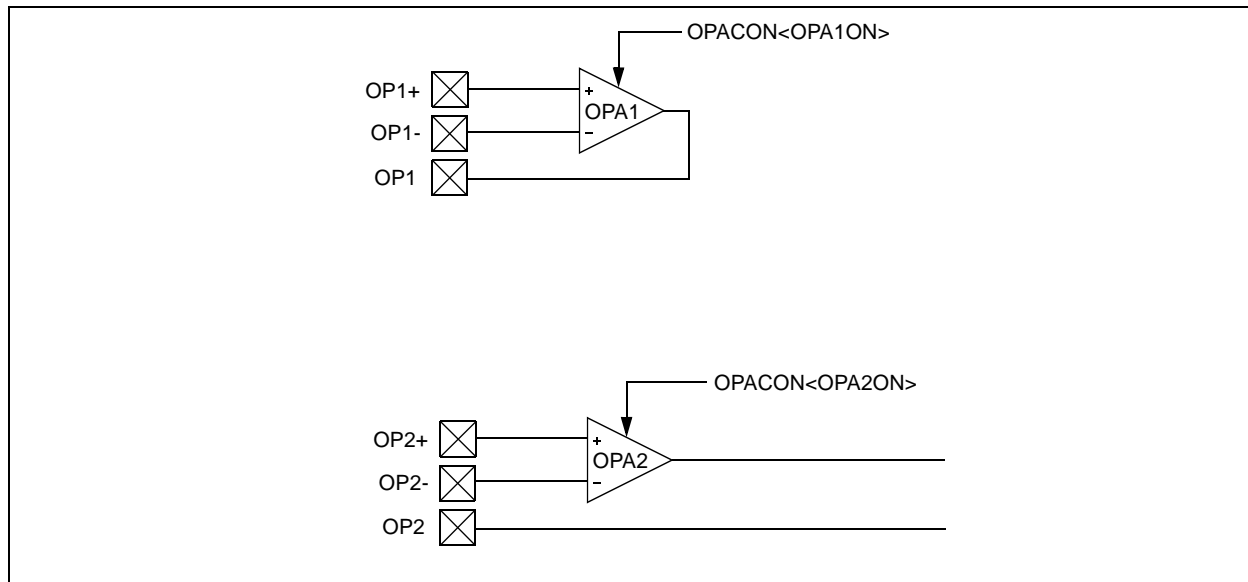 OPACON<OPA1ON>
OP1+
+
OPA1
OP1-
−
OP1
OPACON<OPA2ON>
OP2+
+
OPA2
OP2-
−
OP2